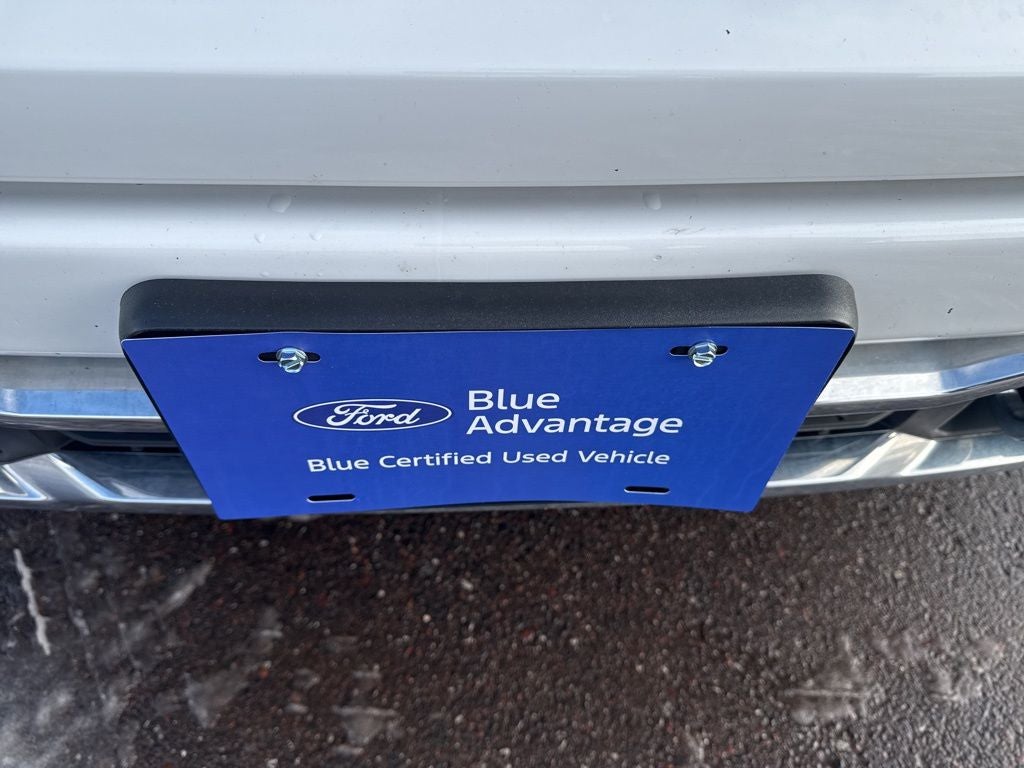 Ford
Blue
Advantage
Blue Certified Used Vehicle